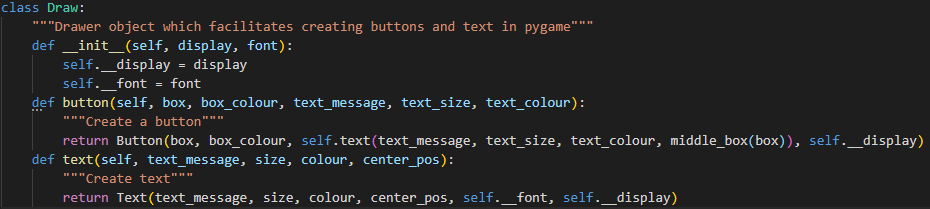 class Draw:
    """Drawer object which facilitates creating buttons and text in pygame"""
    def __init__(self, display, font):
        self.__display = display
        self.__font = font
    def button(self, box, box_colour, text_message, text_size, text_colour):
        """Create a button"""
        return Button(box, box_colour, self.text(text_message, text_size, text_colour, middle_box(box)), self.__display)
    def text(self, text_message, size, colour, center_pos):
        """Create text"""
        return Text(text_message, size, colour, center_pos, self.__font, self.__display)